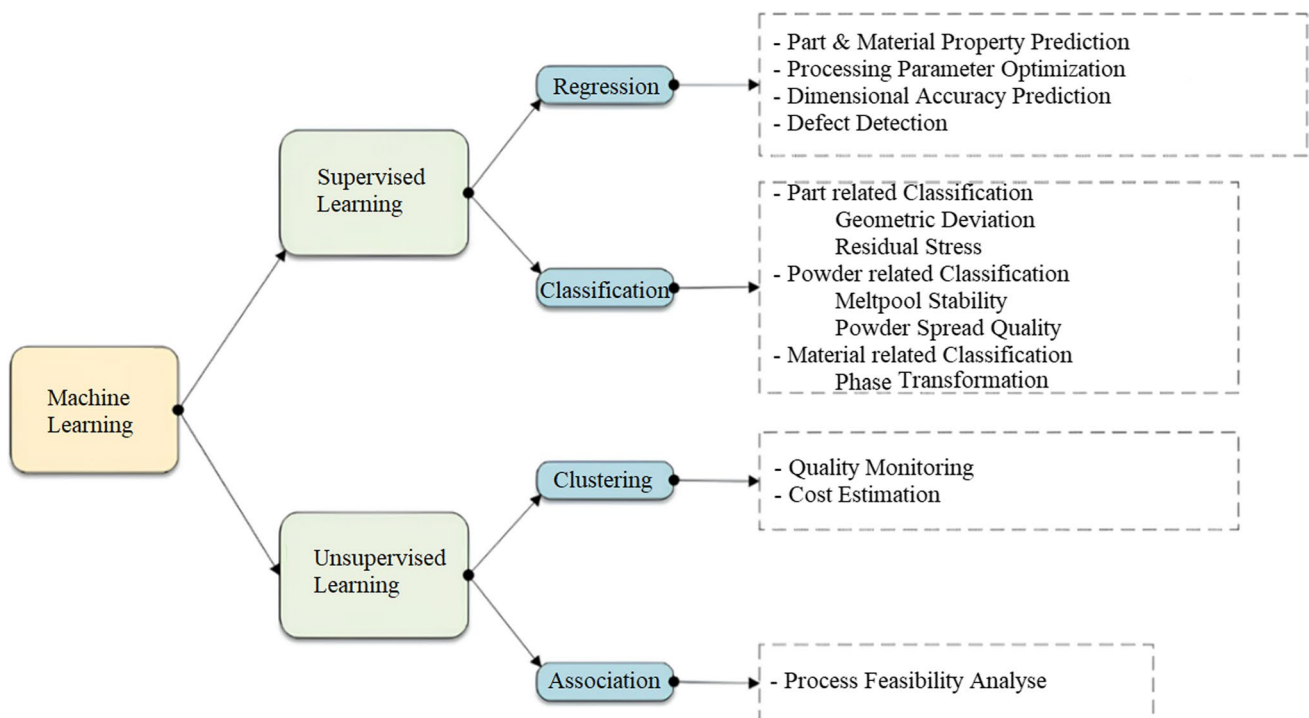 Machine
Learning
Supervised
Learning
Regression
- Part & Material Property Prediction
- Processing Parameter Optimization
- Dimensional Accuracy Prediction
- Defect Detection
Classification
- Part related Classification
Geometric Deviation
Residual Stress
- Powder related Classification
Meltpool Stability
Powder Spread Quality
- Material related Classification
Phase Transformation
Unsupervised
Learning
Clustering
- Quality Monitoring
- Cost Estimation
Association
- Process Feasibility Analyse